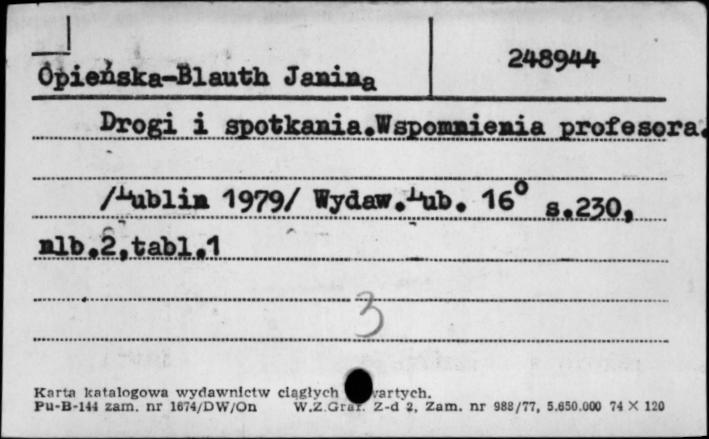 248944
Opieńska-Blauth Janina
Drogi i spotkania.Wspomnienia profesora.
/Lublin 1979/ Wydaw.Lub. 16° s.230,
nlb.2,tabl.1
3
Karta katalogowa wydawnictw ciągłych
Pu-B-144 zam. nr 1674/DW/On W.Z.Graf. Z-d 2, Zam. nr 988/77, 5.650.000 74 X 120